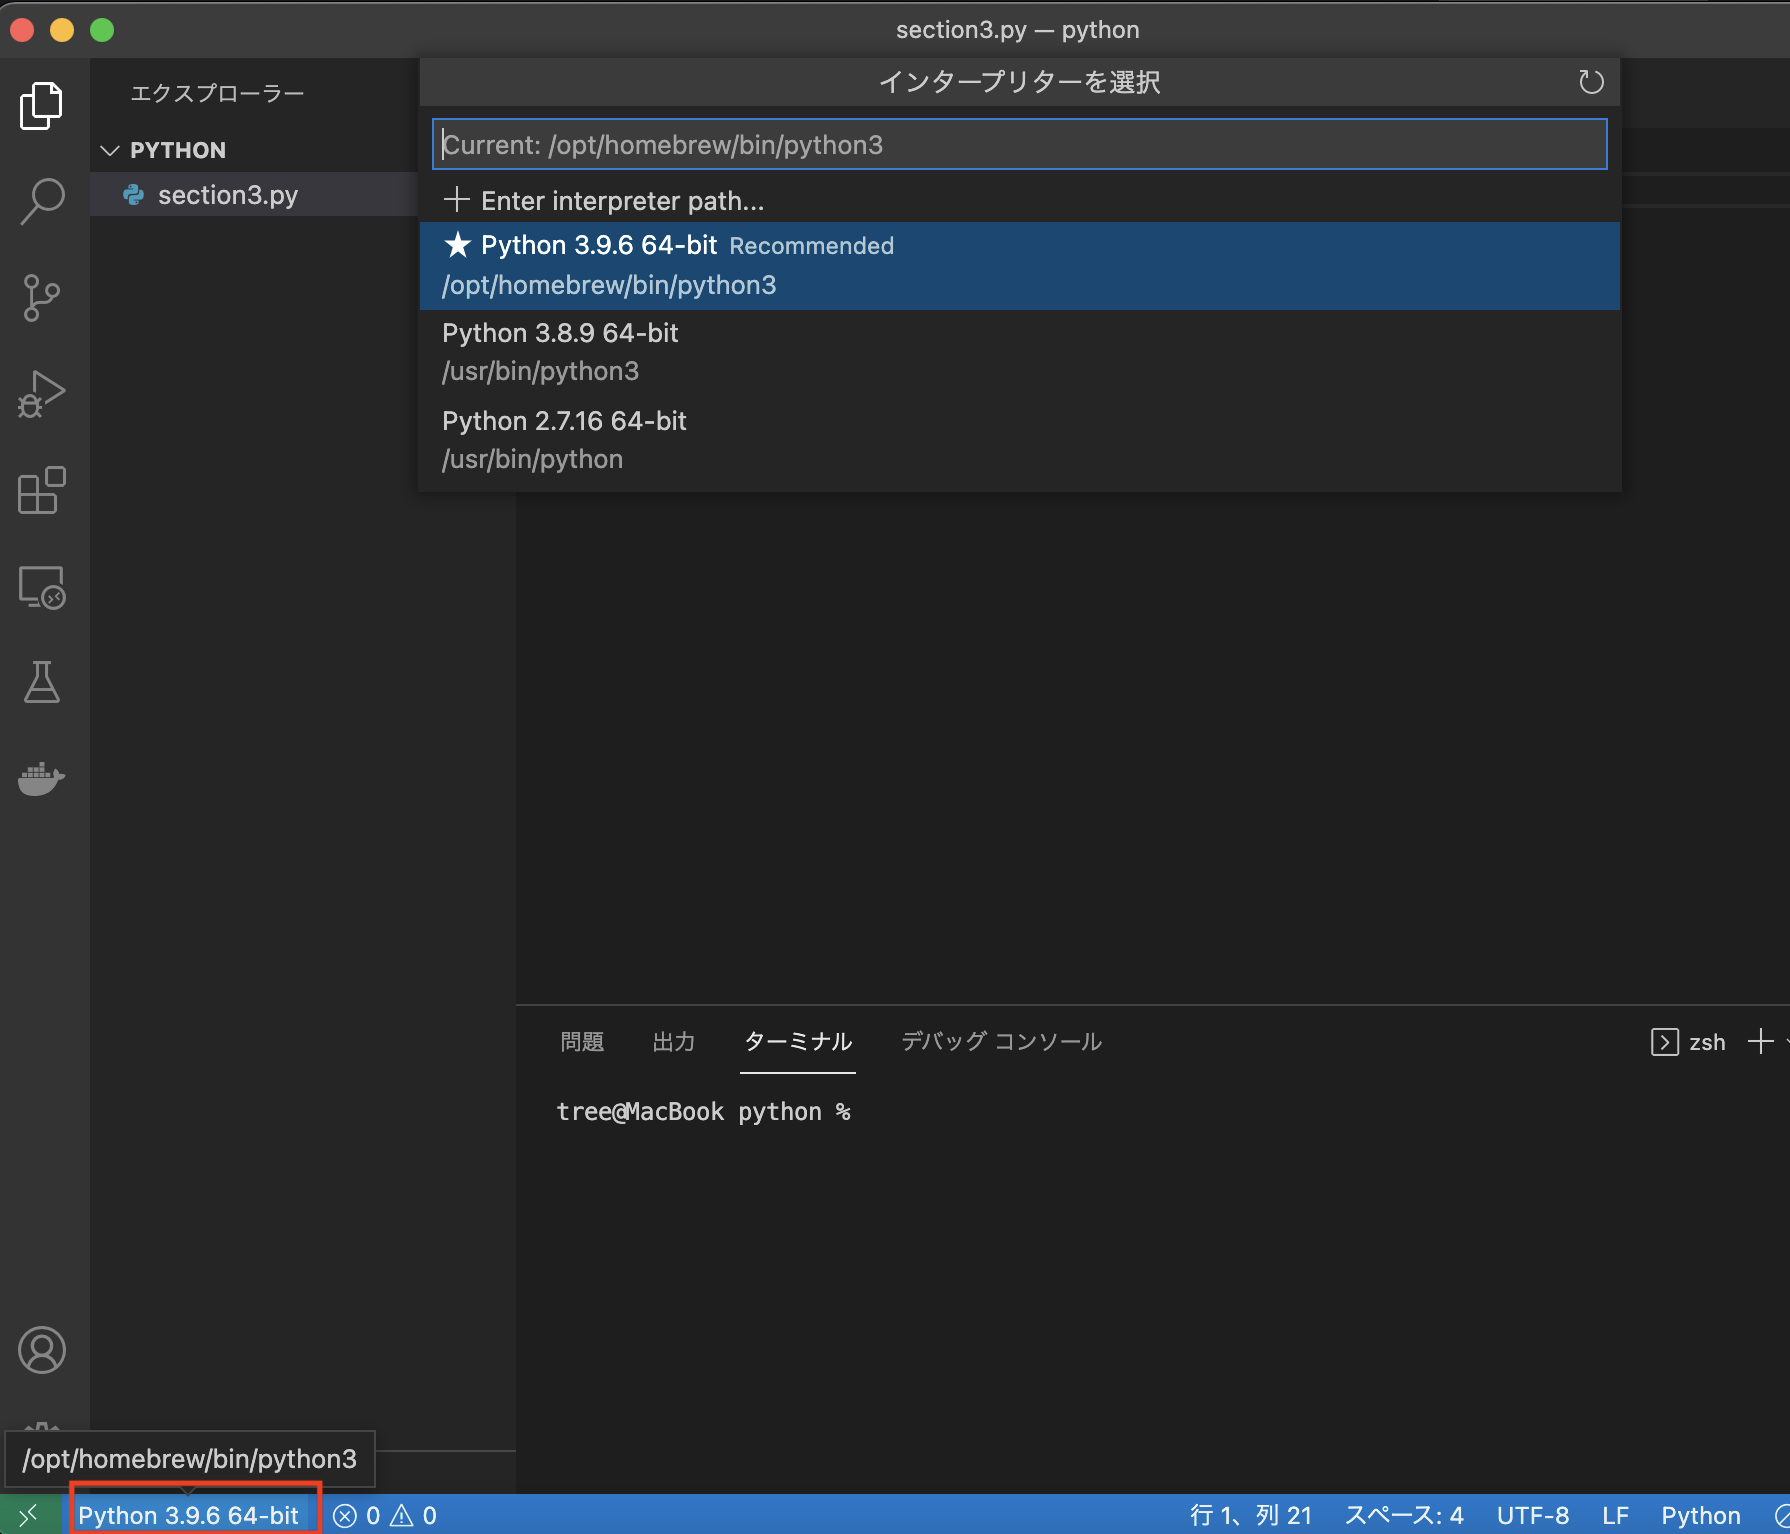 section3.py — python
エクスプローラー
PYTHON
section3.py
インタープリターを選択
Current: /opt/homebrew/bin/python3
Enter interpreter path...
Python 3.9.6 64-bit Recommended
/opt/homebrew/bin/python3
Python 3.8.9 64-bit
/usr/bin/python3
Python 2.7.16 64-bit
/usr/bin/python
問題 出力 ターミナル デバッグ コンソール zsh
tree@MacBook python %
/opt/homebrew/bin/python3
Python 3.9.6 64-bit 0 0 行 1、列 21 スペース: 4 UTF-8 LF Python